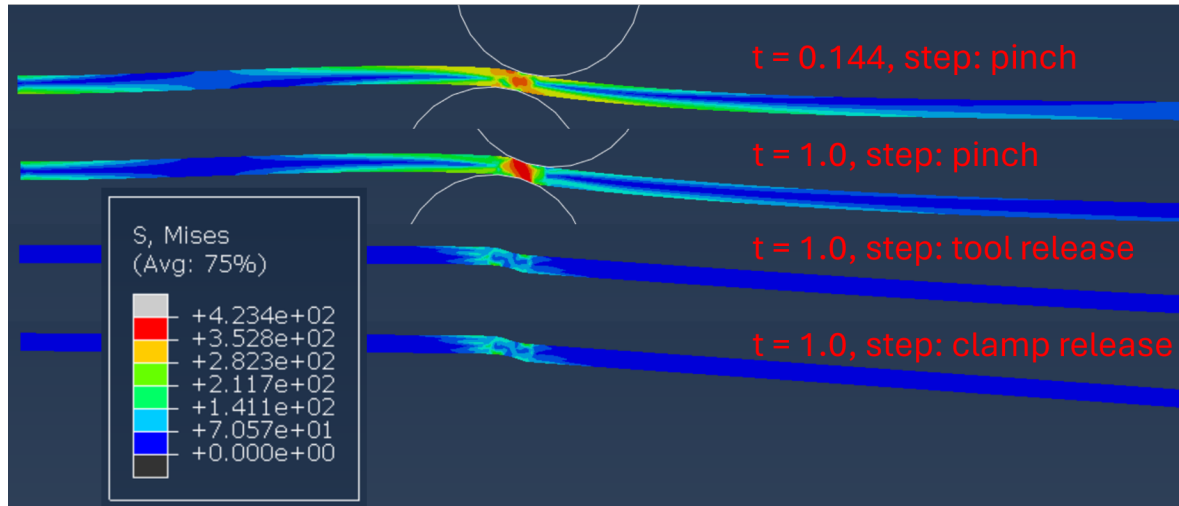 t = 0.144, step: pinch
t = 1.0, step: pinch
S, Mises
(Avg: 75%)
+4.234e+02
+3.528e+02
+2.823e+02
+2.117e+02
+1.411e+02
+7.057e+01
+0.000e+00
t = 1.0, step: tool release
t = 1.0, step: clamp release